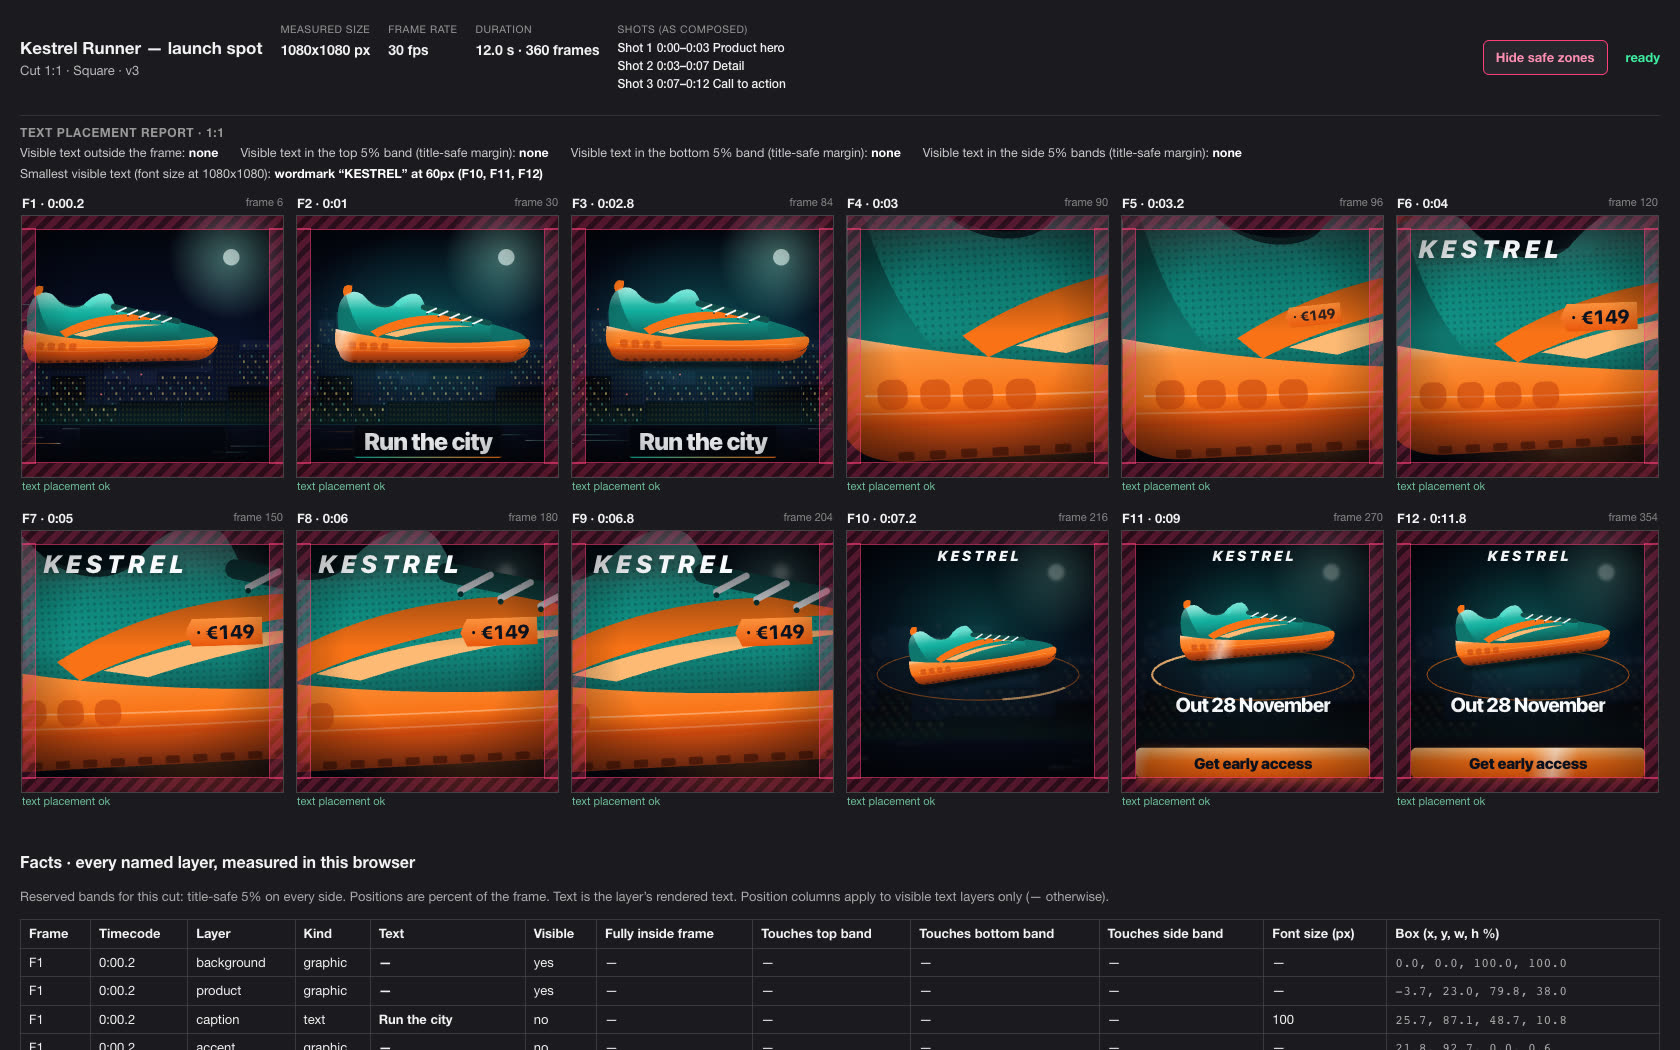 Kestrel Runner — launch spot
Cut 1:1 · Square · v3
MEASURED SIZE
1080x1080 px
FRAME RATE
30 fps
DURATION
12.0 s · 360 frames
SHOTS (AS COMPOSED)
Shot 1 0:00–0:03 Product hero
Shot 2 0:03–0:07 Detail
Shot 3 0:07–0:12 Call to action
Hide safe zones
ready
TEXT PLACEMENT REPORT · 1:1
Visible text outside the frame: none Visible text in the top 5% band (title-safe margin): none Visible text in the bottom 5% band (title-safe margin): none Visible text in the side 5% bands (title-safe margin): none
Smallest visible text (font size at 1080x1080): wordmark “KESTREL” at 60px (F10, F11, F12)
F1 · 0:00.2 frame 6
text placement ok
F2 · 0:01 frame 30
Run the city
text placement ok
F3 · 0:02.8 frame 84
Run the city
text placement ok
F4 · 0:03 frame 90
text placement ok
F5 · 0:03.2 frame 96
· €149
text placement ok
F6 · 0:04 frame 120
KESTREL
· €149
text placement ok
F7 · 0:05 frame 150
KESTREL
· €149
text placement ok
F8 · 0:06 frame 180
KESTREL
· €149
text placement ok
F9 · 0:06.8 frame 204
KESTREL
· €149
text placement ok
F10 · 0:07.2 frame 216
KESTREL
text placement ok
F11 · 0:09 frame 270
KESTREL
Out 28 November
Get early access
text placement ok
F12 · 0:11.8 frame 354
KESTREL
Out 28 November
Get early access
text placement ok
Facts · every named layer, measured in this browser
Reserved bands for this cut: title-safe 5% on every side. Positions are percent of the frame. Text is the layer’s rendered text. Position columns apply to visible text layers only (— otherwise).
Frame Timecode Layer Kind Text Visible Fully inside frame Touches top band Touches bottom band Touches side band Font size (px) Box (x, y, w, h %)
F1 0:00.2 background graphic — yes — — — — — 0.0, 0.0, 100.0, 100.0
F1 0:00.2 product graphic — yes — — — — — −3.7, 23.0, 79.8, 38.0
F1 0:00.2 caption text Run the city no — — — — 100 25.7, 87.1, 48.7, 10.8
F1 0:00.2 accent graphic — no — — — — — 21.8, 92.7, 0.0, 0.6